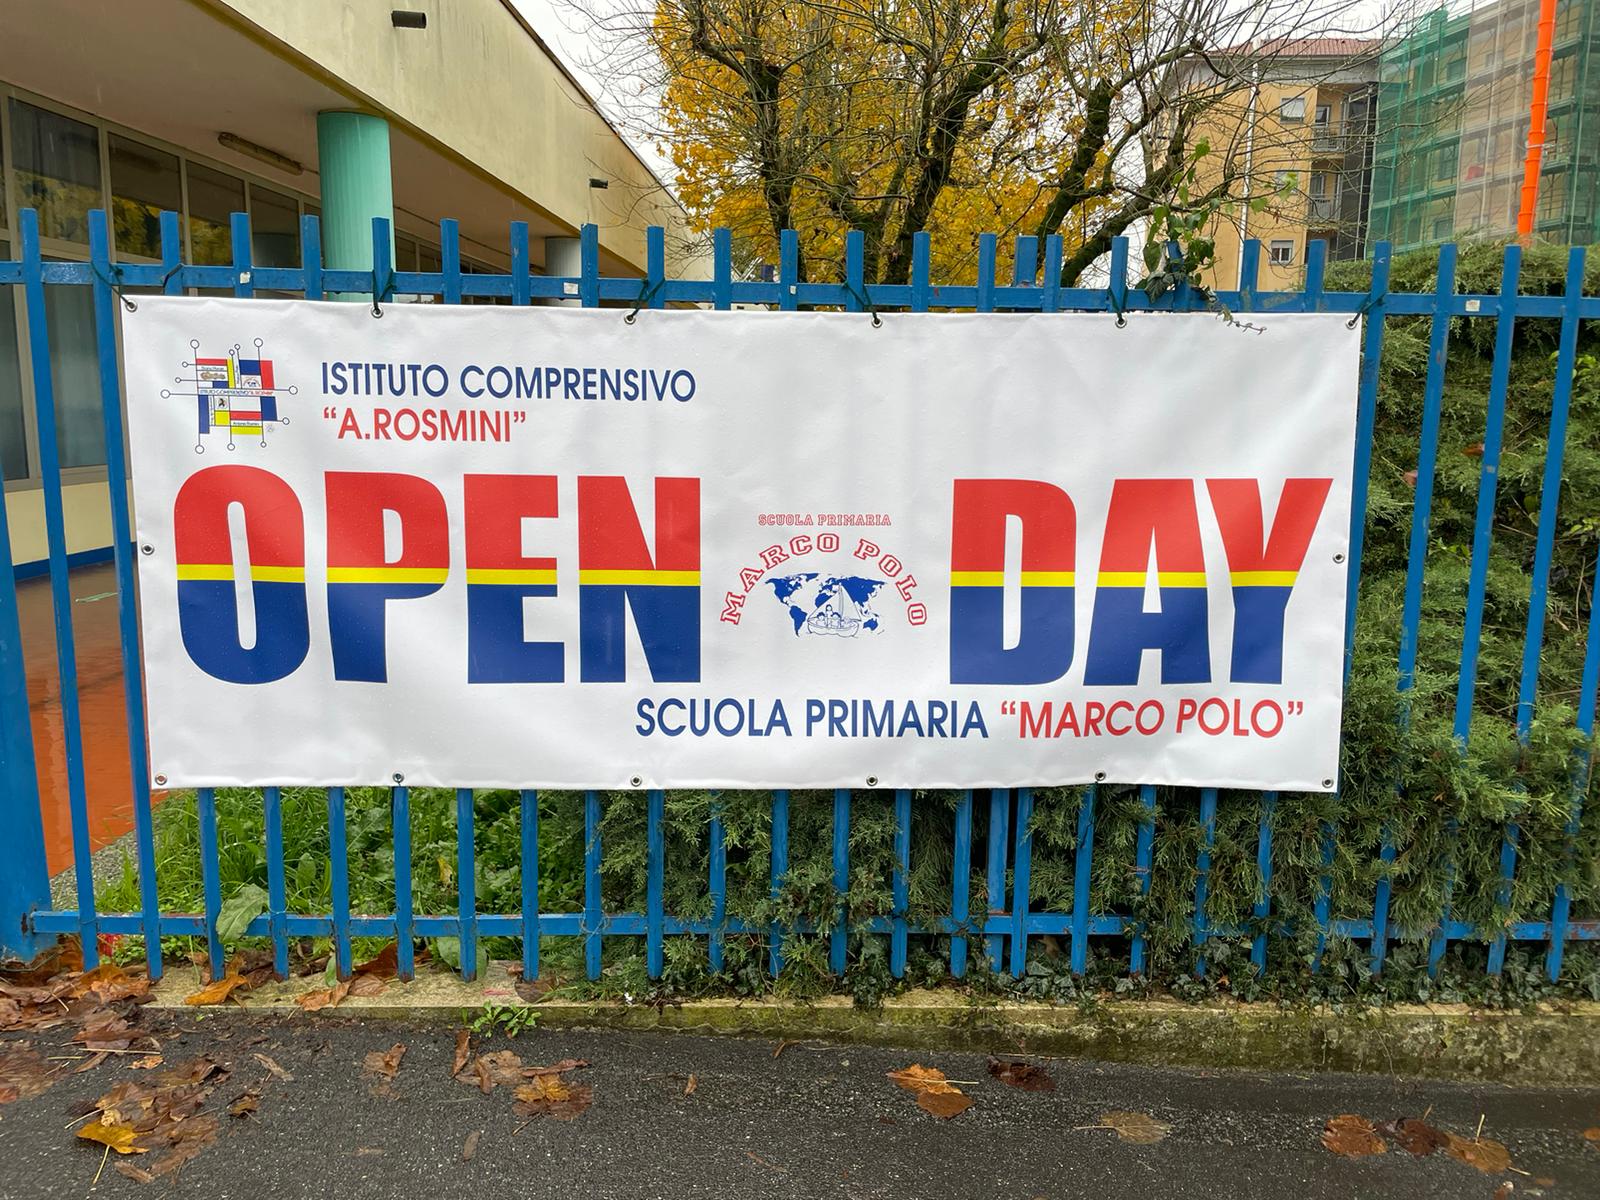 ISTITUTO COMPRENSIVO
“A.ROSMINI”
OPEN DAY
SCUOLA PRIMARIA
MARCO POLO
SCUOLA PRIMARIA “MARCO POLO”